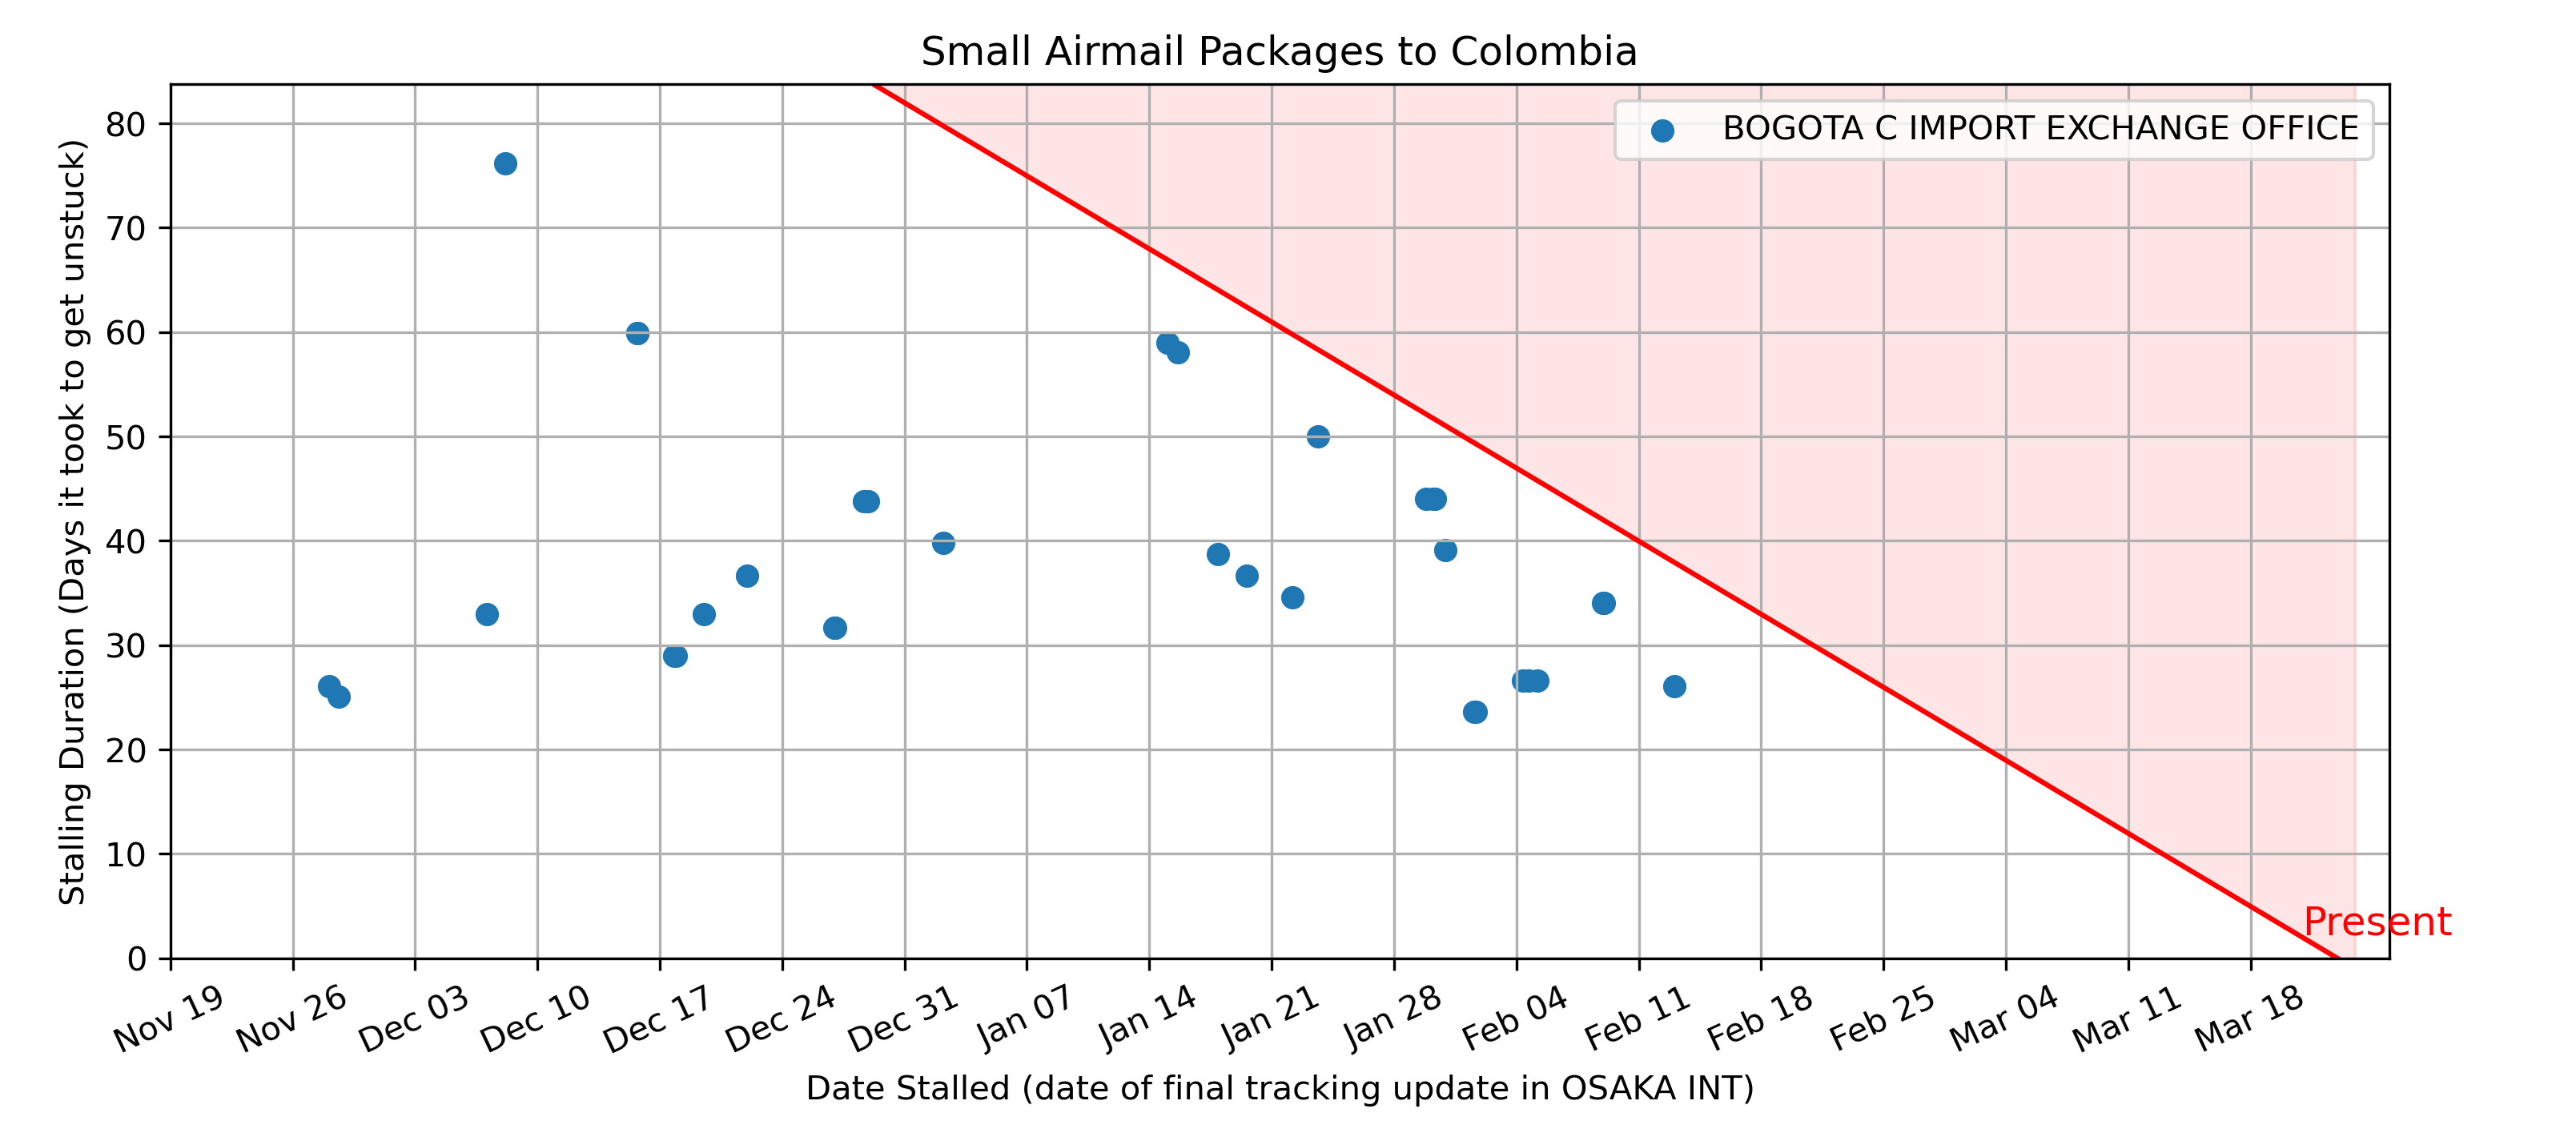 Small Airmail Packages to Colombia
BOGOTA C IMPORT EXCHANGE OFFICE
Stalling Duration (Days it took to get unstuck)
80
70
60
50
40
30
20
10
0
Present
Nov 19 Nov 26 Dec 03 Dec 10 Dec 17 Dec 24 Dec 31 Jan 07 Jan 14 Jan 21 Jan 28 Feb 04 Feb 11 Feb 18 Feb 25 Mar 04 Mar 11 Mar 18
Date Stalled (date of final tracking update in OSAKA INT)